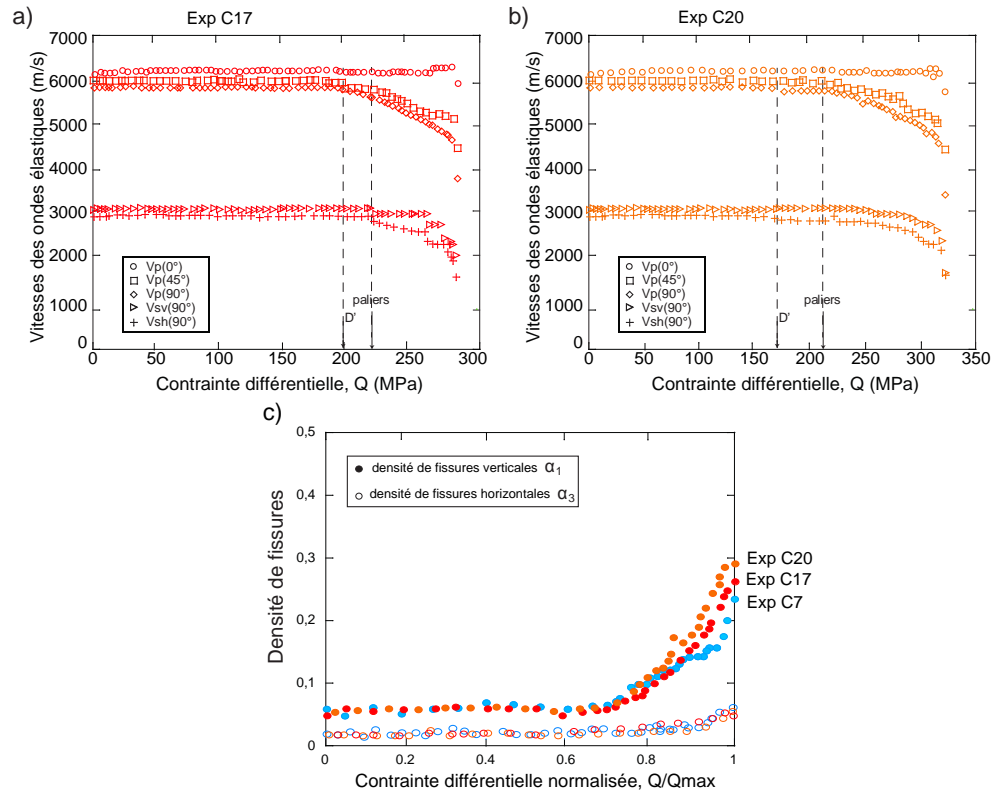 a)
Exp C17
Vitesses des ondes élastiques (m/s)
7000
6000
5000
4000
3000
2000
1000
0
Vp(0°)
Vp(45°)
Vp(90°)
Vsv(90°)
Vsh(90°)
paliers
D'
0 50 100 150 200 250 300
Contrainte différentielle, Q (MPa)
b)
Exp C20
Vitesses des ondes élastiques (m/s)
7000
6000
5000
4000
3000
2000
1000
0
Vp(0°)
Vp(45°)
Vp(90°)
Vsv(90°)
Vsh(90°)
paliers
D'
0 50 100 150 200 250 300 350
Contrainte différentielle, Q (MPa)
c)
Densité de fissures
0,5
0,4
0,3
0,2
0,1
0
densité de fissures verticales α1
densité de fissures horizontales α3
Exp C20
Exp C17
Exp C7
0 0.2 0.4 0.6 0.8 1
Contrainte différentielle normalisée, Q/Qmax